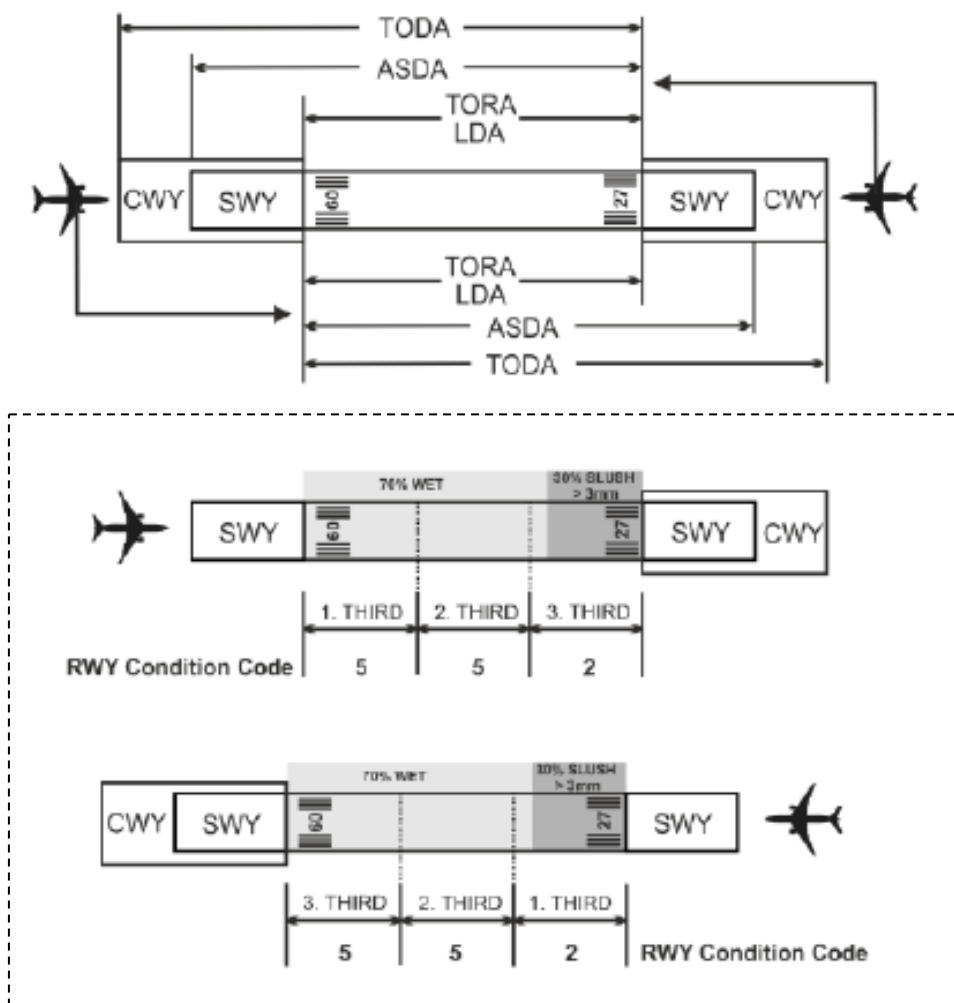 TODA
ASDA
TORA
LDA
CWY SWY 09 27 SWY CWY
TORA
LDA
ASDA
TODA
70% WET 30% SLUSH
> 3mm
SWY 09 27 SWY CWY
1. THIRD 2. THIRD 3. THIRD
RWY Condition Code 5 5 2
70% WET 30% SLUSH
> 3mm
CWY SWY 09 27 SWY
3. THIRD 2. THIRD 1. THIRD
5 5 2 RWY Condition Code